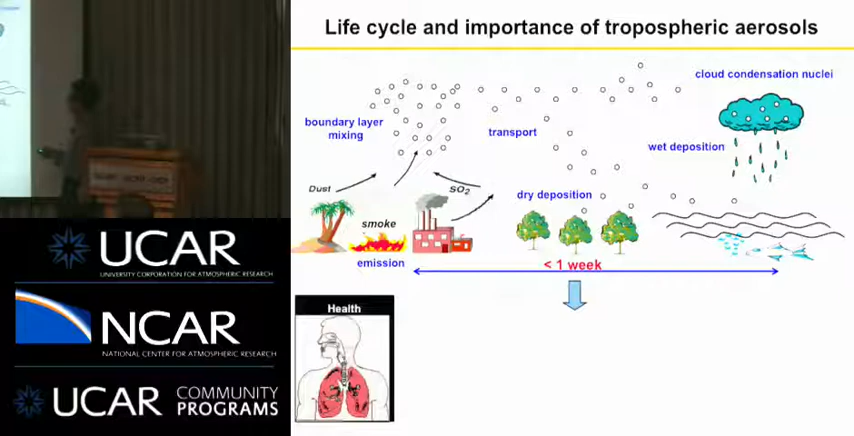 Life cycle and importance of tropospheric aerosols
cloud condensation nuclei
boundary layer
mixing
transport
wet deposition
Dust
SO2
dry deposition
smoke
emission
< 1 week
Health
UCAR
UNIVERSITY CORPORATION FOR ATMOSPHERIC RESEARCH
NCAR
NATIONAL CENTER FOR ATMOSPHERIC RESEARCH
UCAR COMMUNITY
PROGRAMS